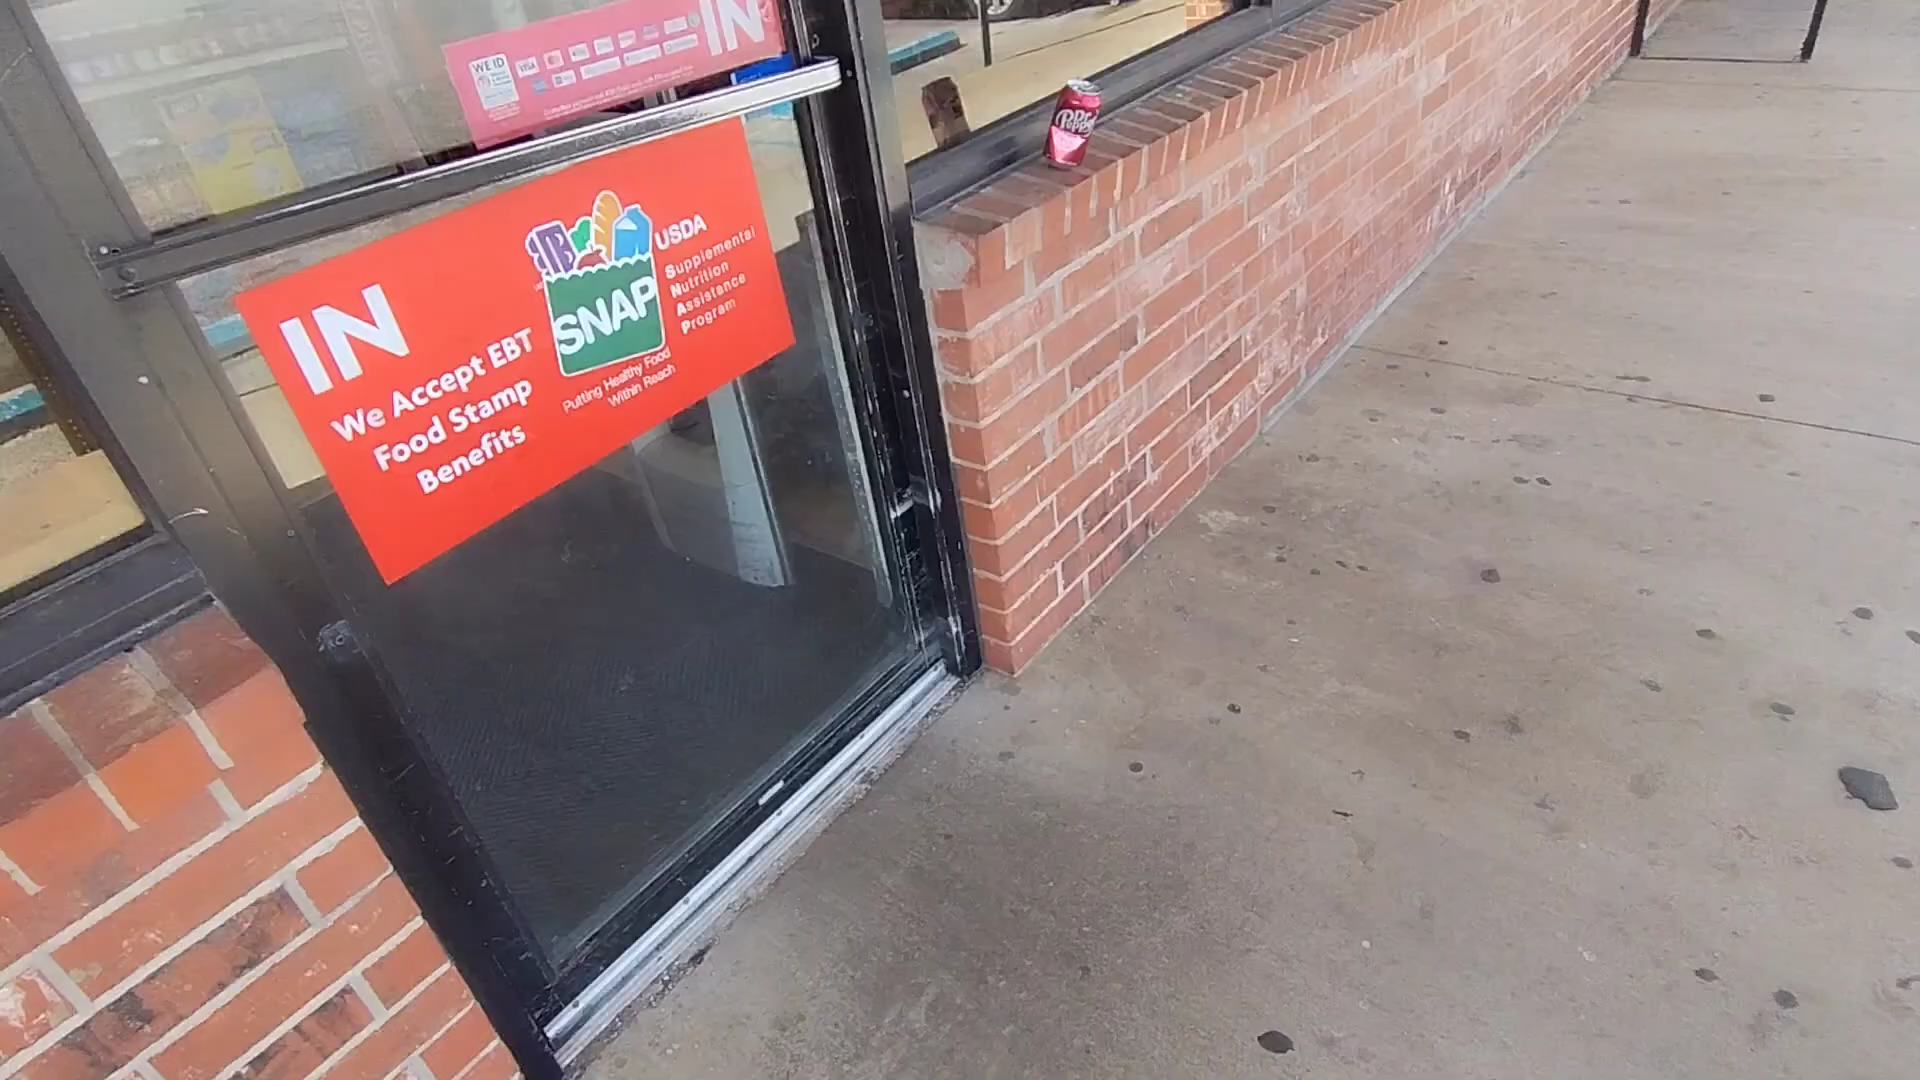 WE ID
IN
VISA
IN
We Accept EBT
Food Stamp
Benefits
SNAP
Putting Healthy Food
Within Reach
USDA
Supplemental
Nutrition
Assistance
Program
Dr Pepper